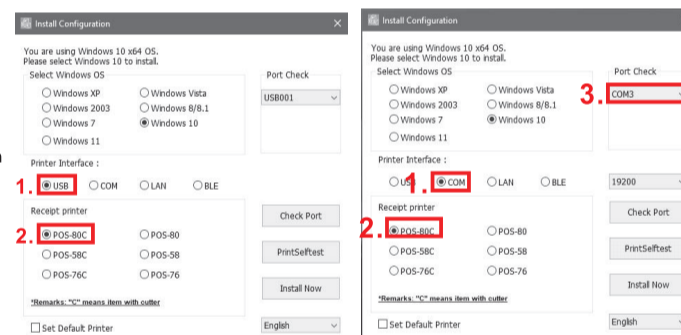 Install Configuration
You are using Windows 10 x64 OS.
Please select Windows 10 to install.
Select Windows OS
Port Check
Windows XP
Windows Vista
USB001
Windows 2003
Windows 8/8.1
Windows 7
Windows 10
Windows 11
Printer Interface :
1. USB
COM
LAN
BLE
Receipt printer
Check Port
2. POS-80C
POS-80
POS-58C
POS-58
PrintSelftest
POS-76C
POS-76
Install Now
*Remarks: "C" means item with cutter
Set Default Printer
English
Install Configuration
You are using Windows 10 x64 OS.
Please select Windows 10 to install.
Select Windows OS
Port Check
Windows XP
Windows Vista
3. COM3
Windows 2003
Windows 8/8.1
Windows 7
Windows 10
Windows 11
Printer Interface :
1. COM
LAN
BLE
19200
Receipt printer
Check Port
2. POS-80C
POS-80
POS-58C
POS-58
PrintSelftest
POS-76C
POS-76
Install Now
*Remarks: "C" means item with cutter
Set Default Printer
English